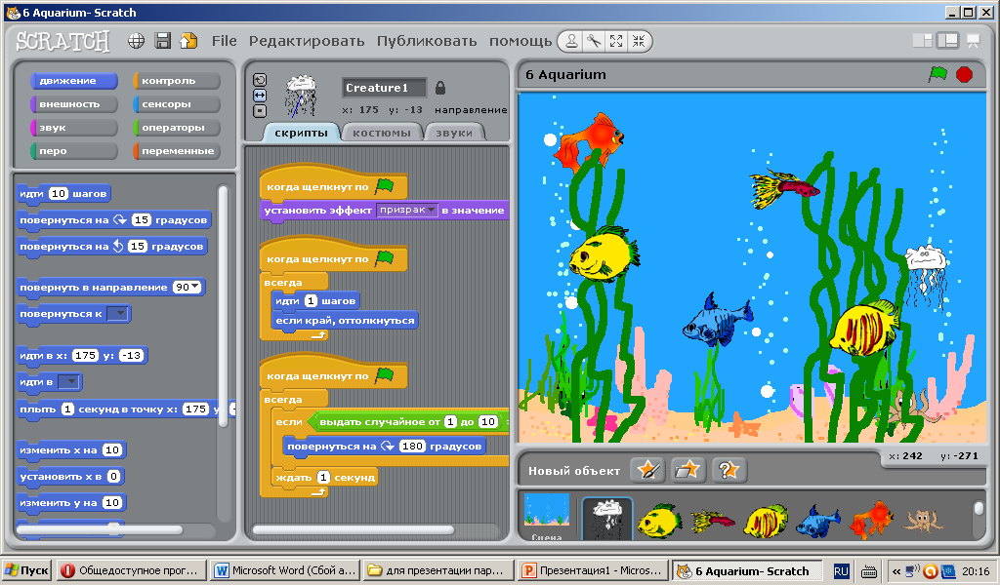 6 Aquarium- Scratch
SCRATCH File Редактировать Публиковать помощь
движение контроль
внешность сенсоры
звук операторы
перо переменные
идти 10 шагов
повернуться на 15 градусов
повернуться на 15 градусов
повернуть в направление 90
повернуться к
идти в x: 175 y: -13
идти в
плыть 1 секунд в точку x: 175 y
изменить x на 10
установить x в 0
изменить у на 10
Creature1
x: 175 y: -13 направление
скрипты костюмы звуки
когда щелкнут по
установить эффект призрак в значение
когда щелкнут по
всегда
идти 1 шагов
если край, оттолкнуться
когда щелкнут по
всегда
если выдать случайное от 1 до 10
повернуться на 180 градусов
ждать 1 секунд
6 Aquarium
x: 242 y: -271
Новый объект
Сцена
Пуск Общедоступное прог... Microsoft Word (Сбой а... для презентации пар... Презентация1 - Micros... 6 Aquarium- Scratch RU « 20:16